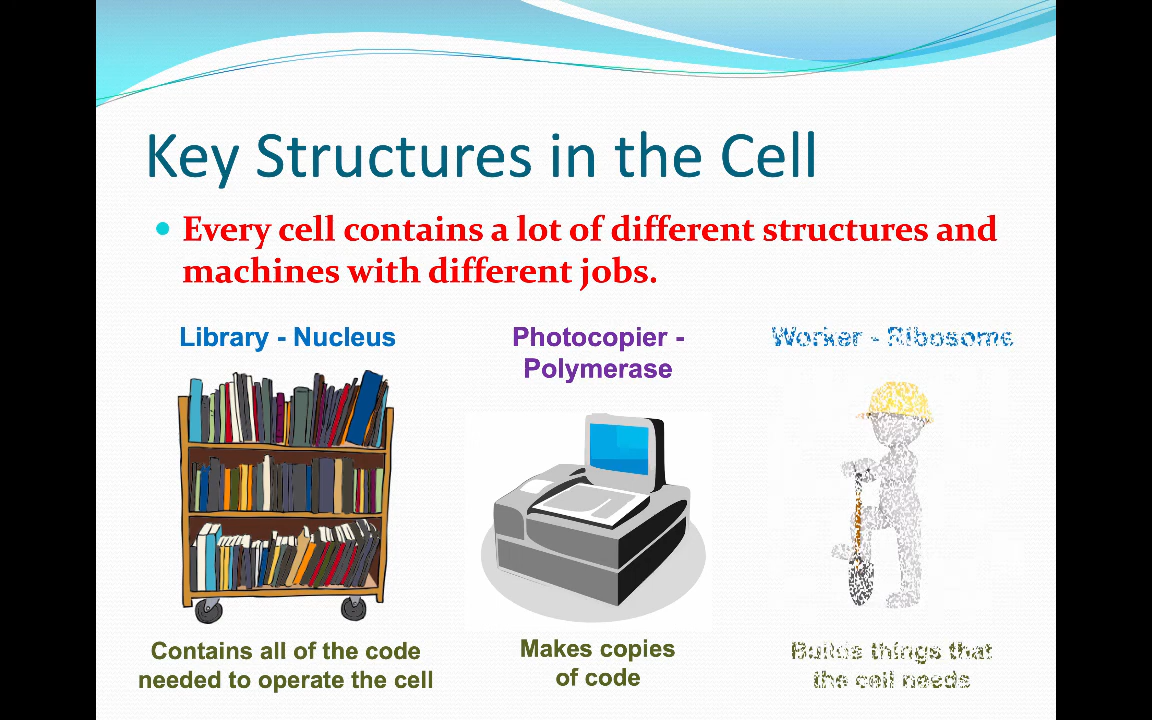 Key Structures in the Cell
Every cell contains a lot of different structures and
machines with different jobs.
Library - Nucleus
Contains all of the code
needed to operate the cell
Photocopier -
Polymerase
Makes copies
of code
Worker - Ribosome
Builds things that
the cell needs